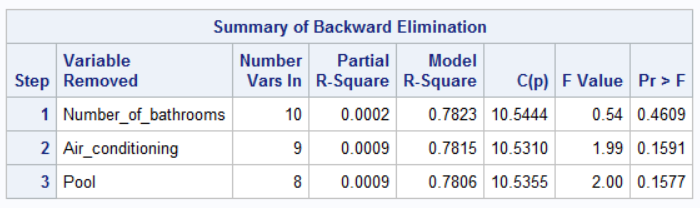 Summary of Backward Elimination
Step Variable Removed Number Vars In Partial R-Square Model R-Square C(p) F Value Pr > F
1 Number_of_bathrooms 10 0.0002 0.7823 10.5444 0.54 0.4609
2 Air_conditioning 9 0.0009 0.7815 10.5310 1.99 0.1591
3 Pool 8 0.0009 0.7806 10.5355 2.00 0.1577